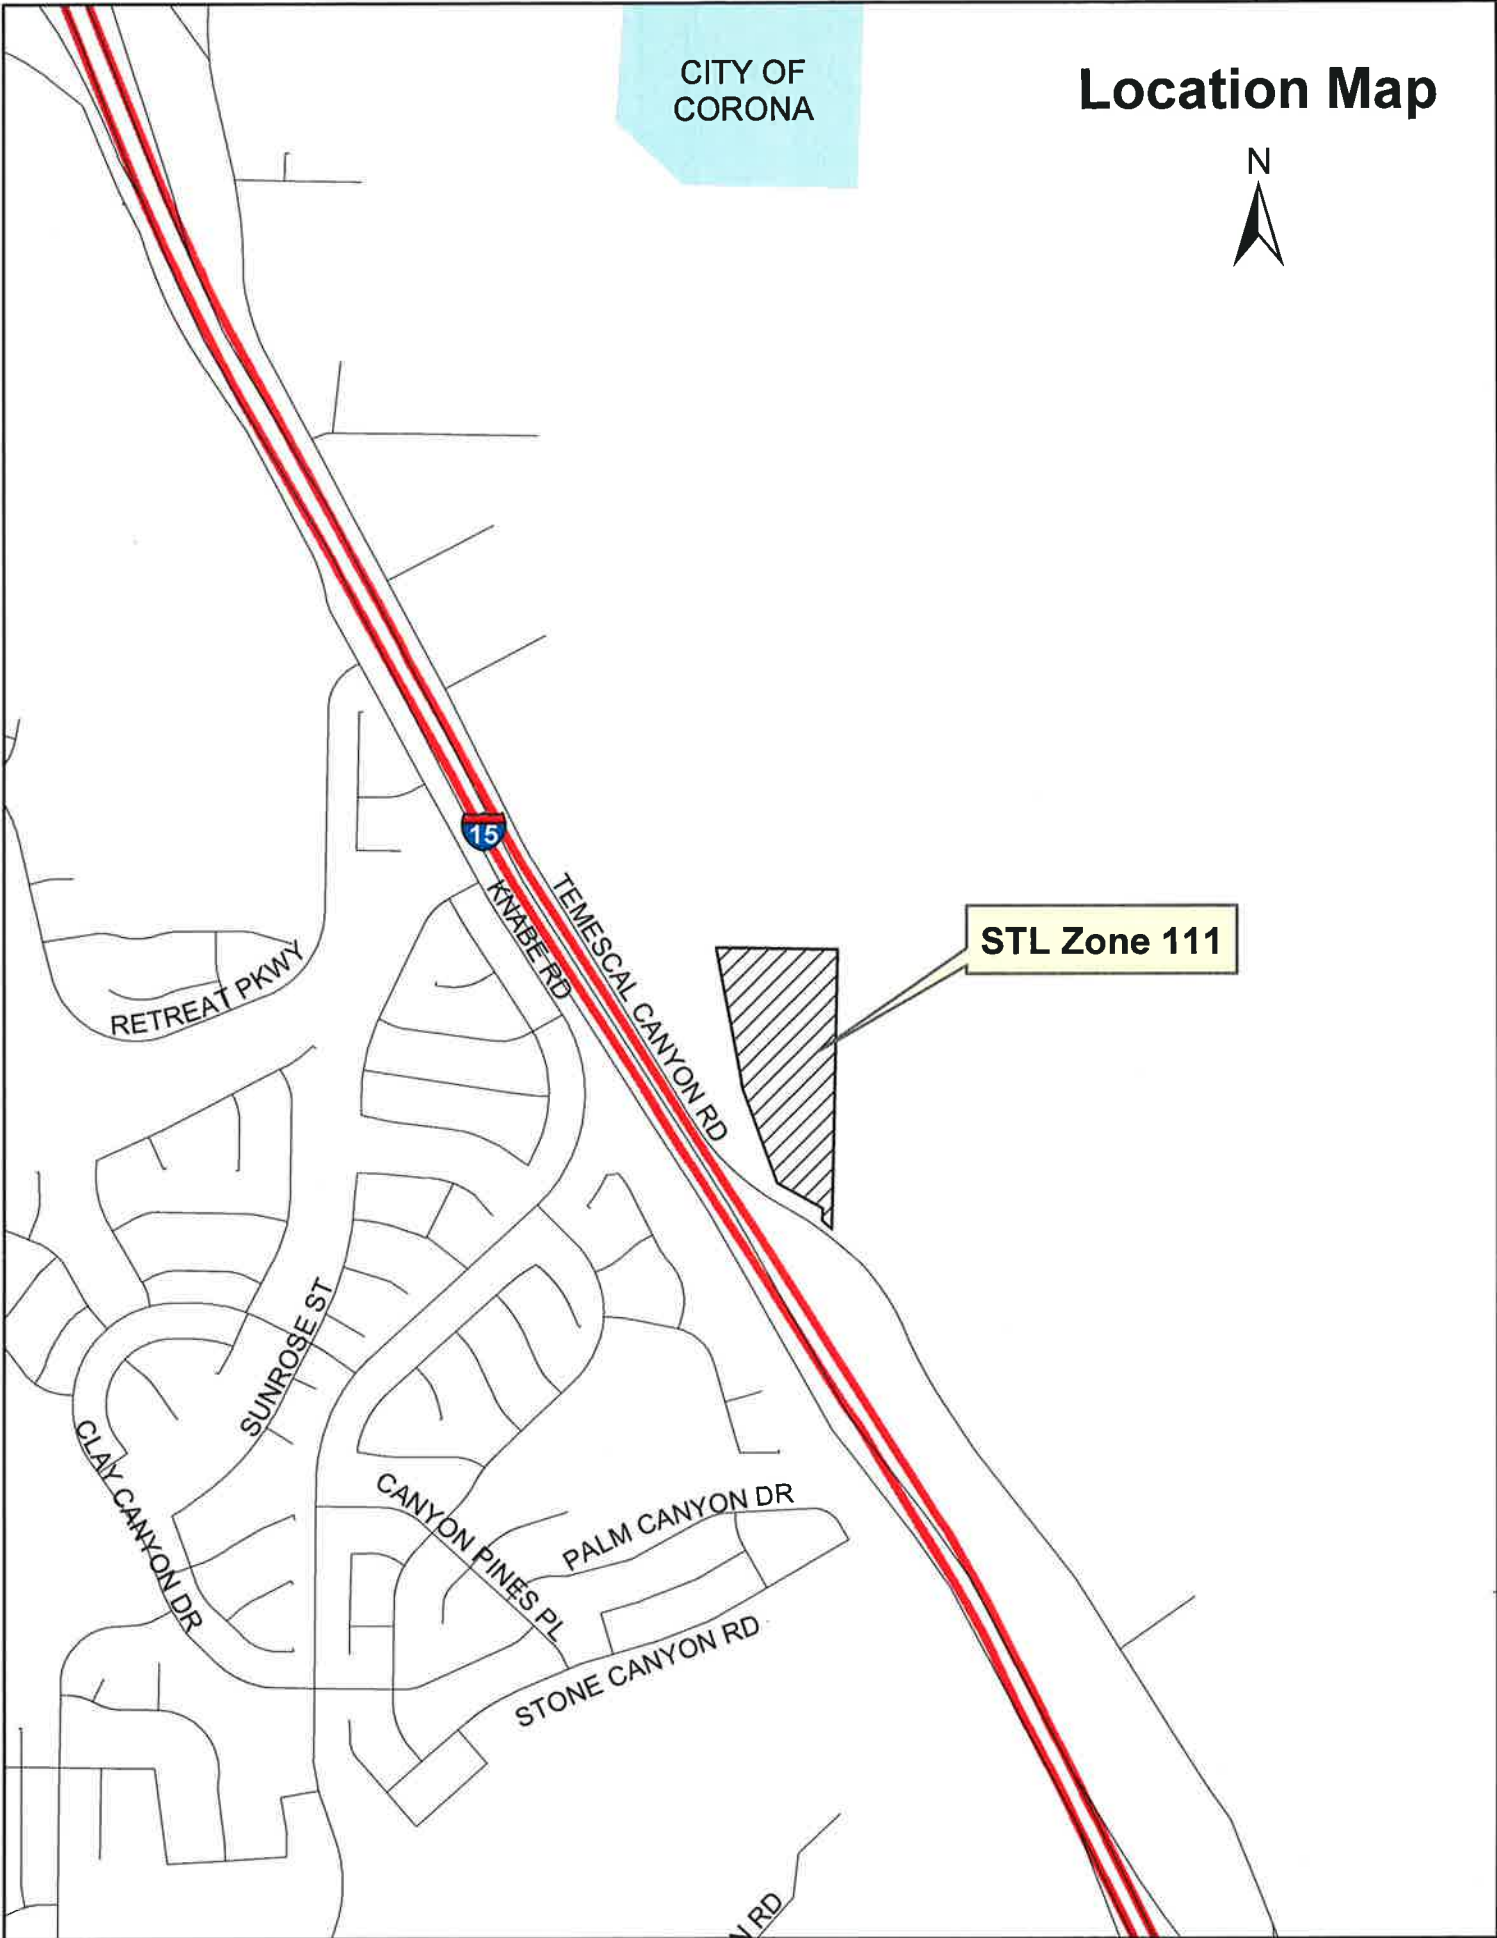 CITY OF
CORONA
Location Map
N
15
KNABE RD
TEMESCAL CANYON RD
STL Zone 111
RETREAT PKWY
SUNROSE ST
CLAY CANYON DR
CANYON PINES PL
PALM CANYON DR
STONE CANYON RD
N RD